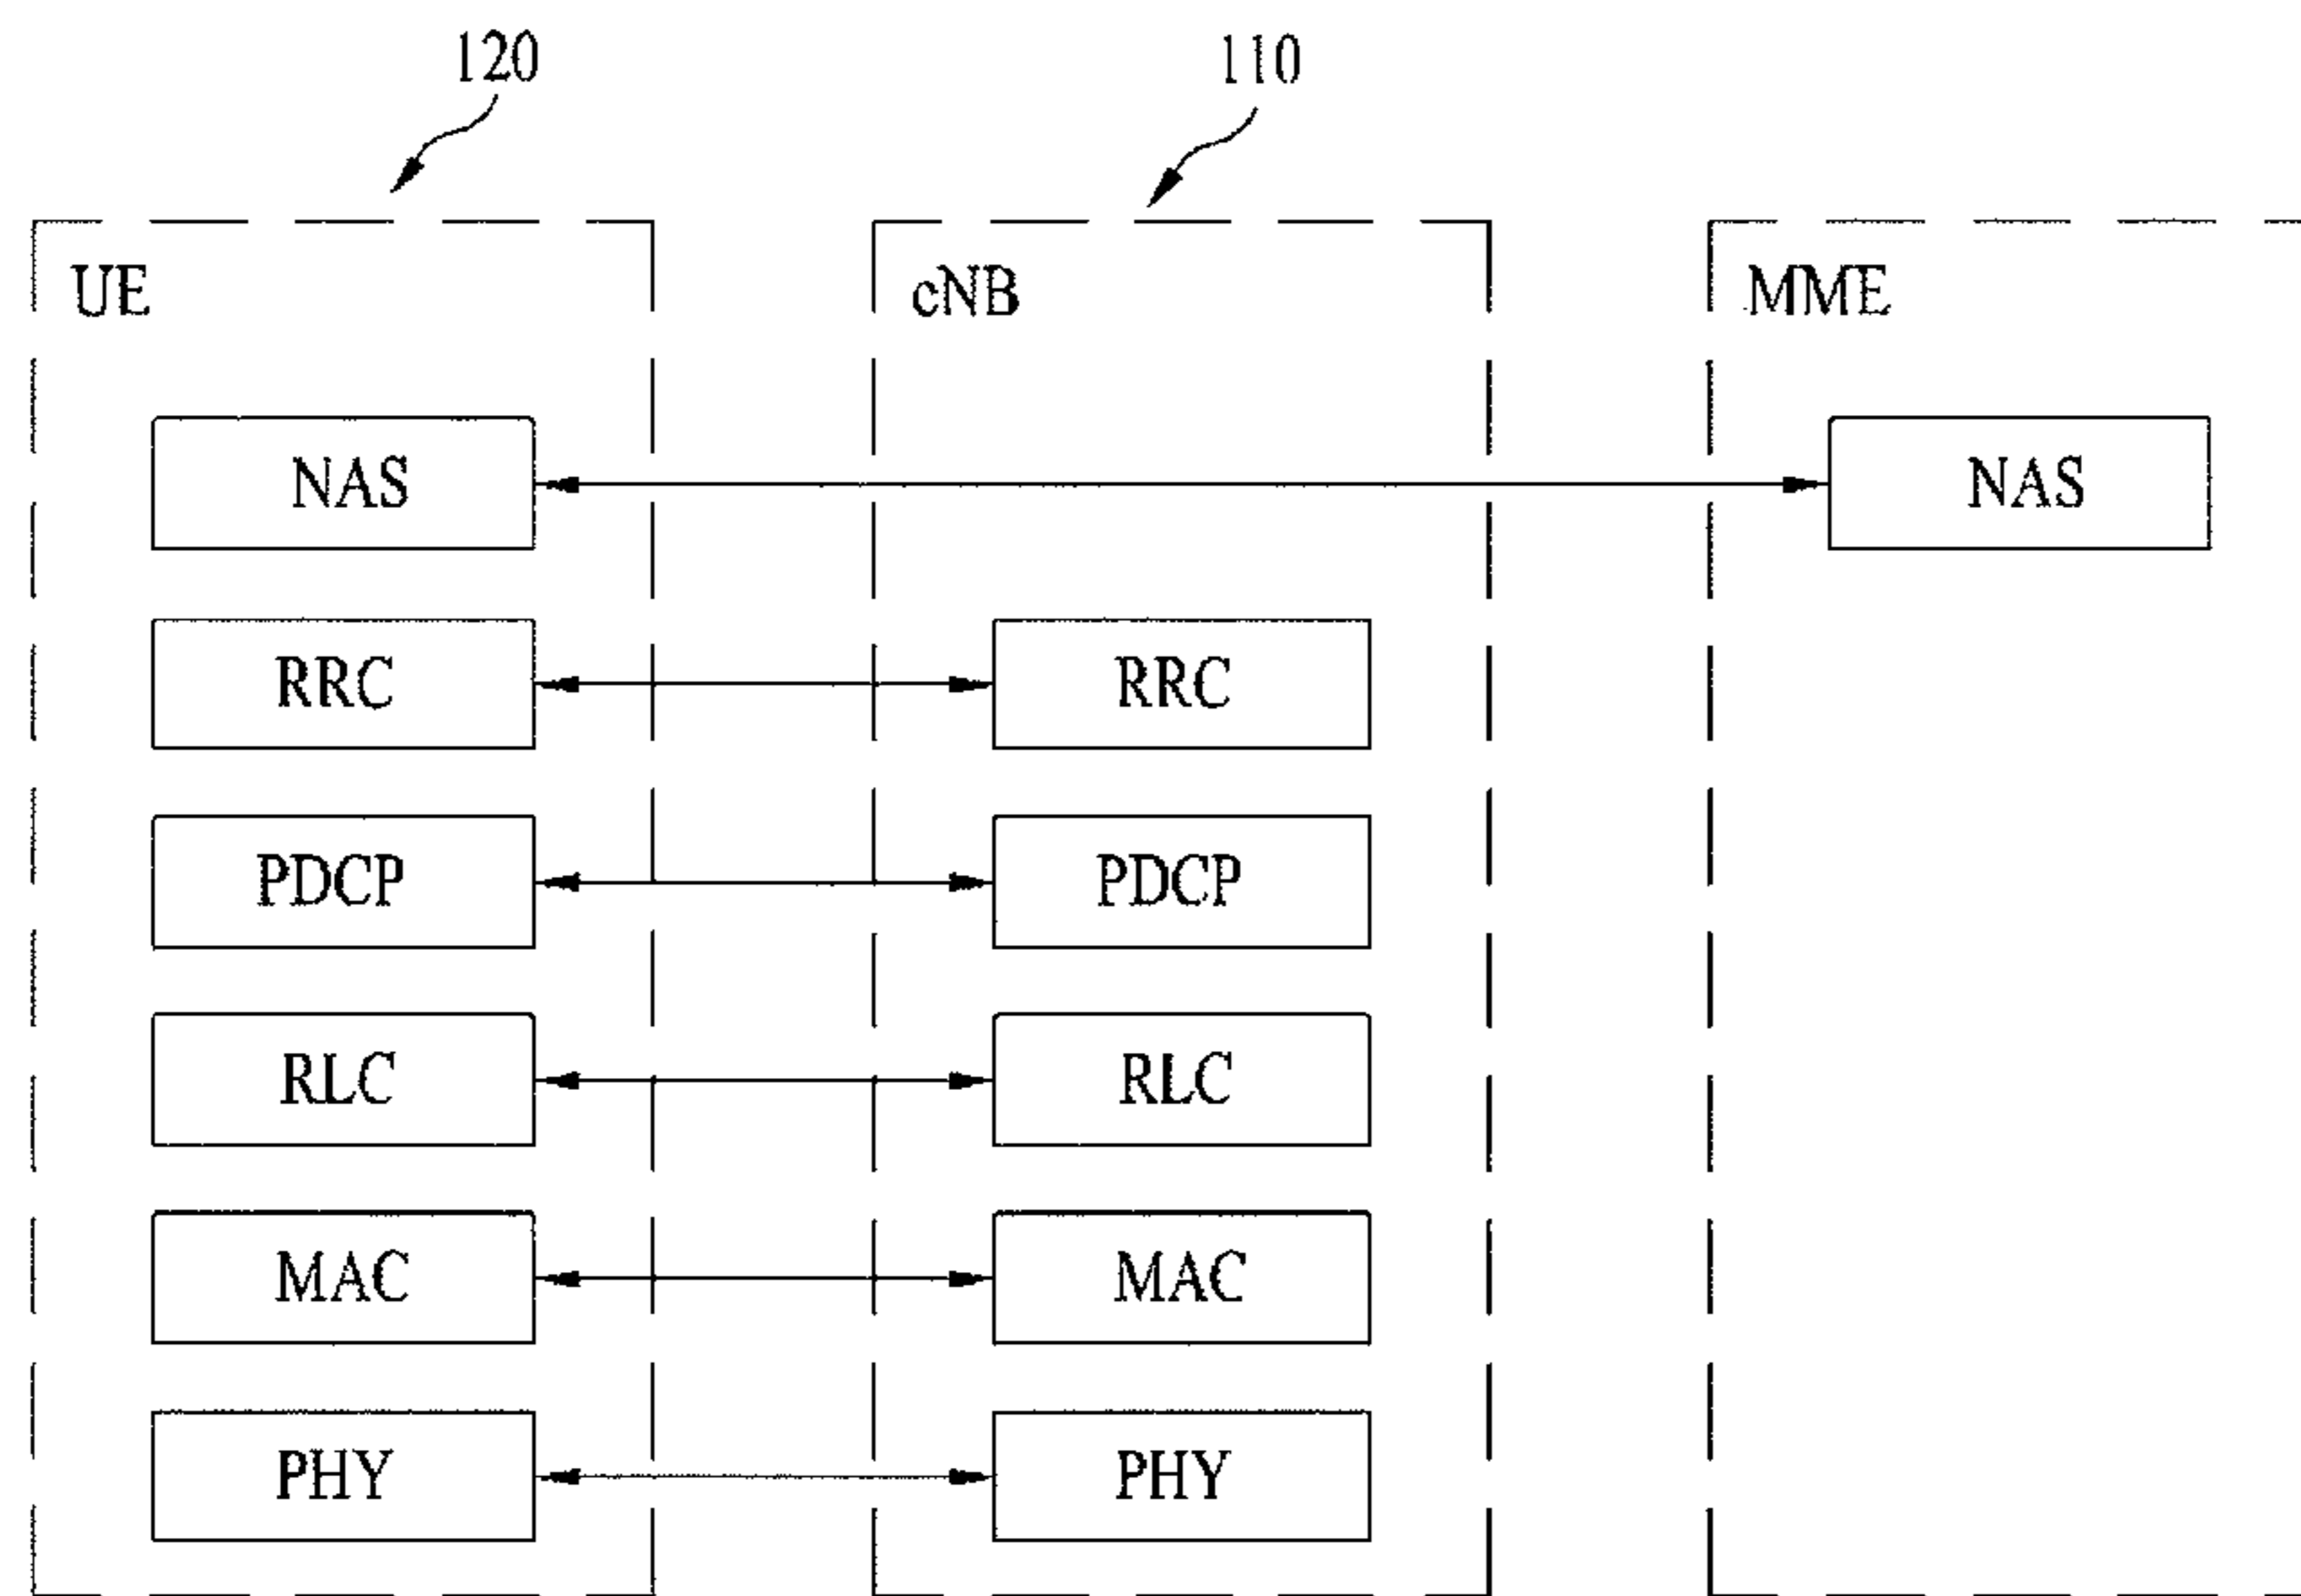 120 110
UE cNB MME
NAS NAS
RRC RRC
PDCP PDCP
RLC RLC
MAC MAC
PHY PHY